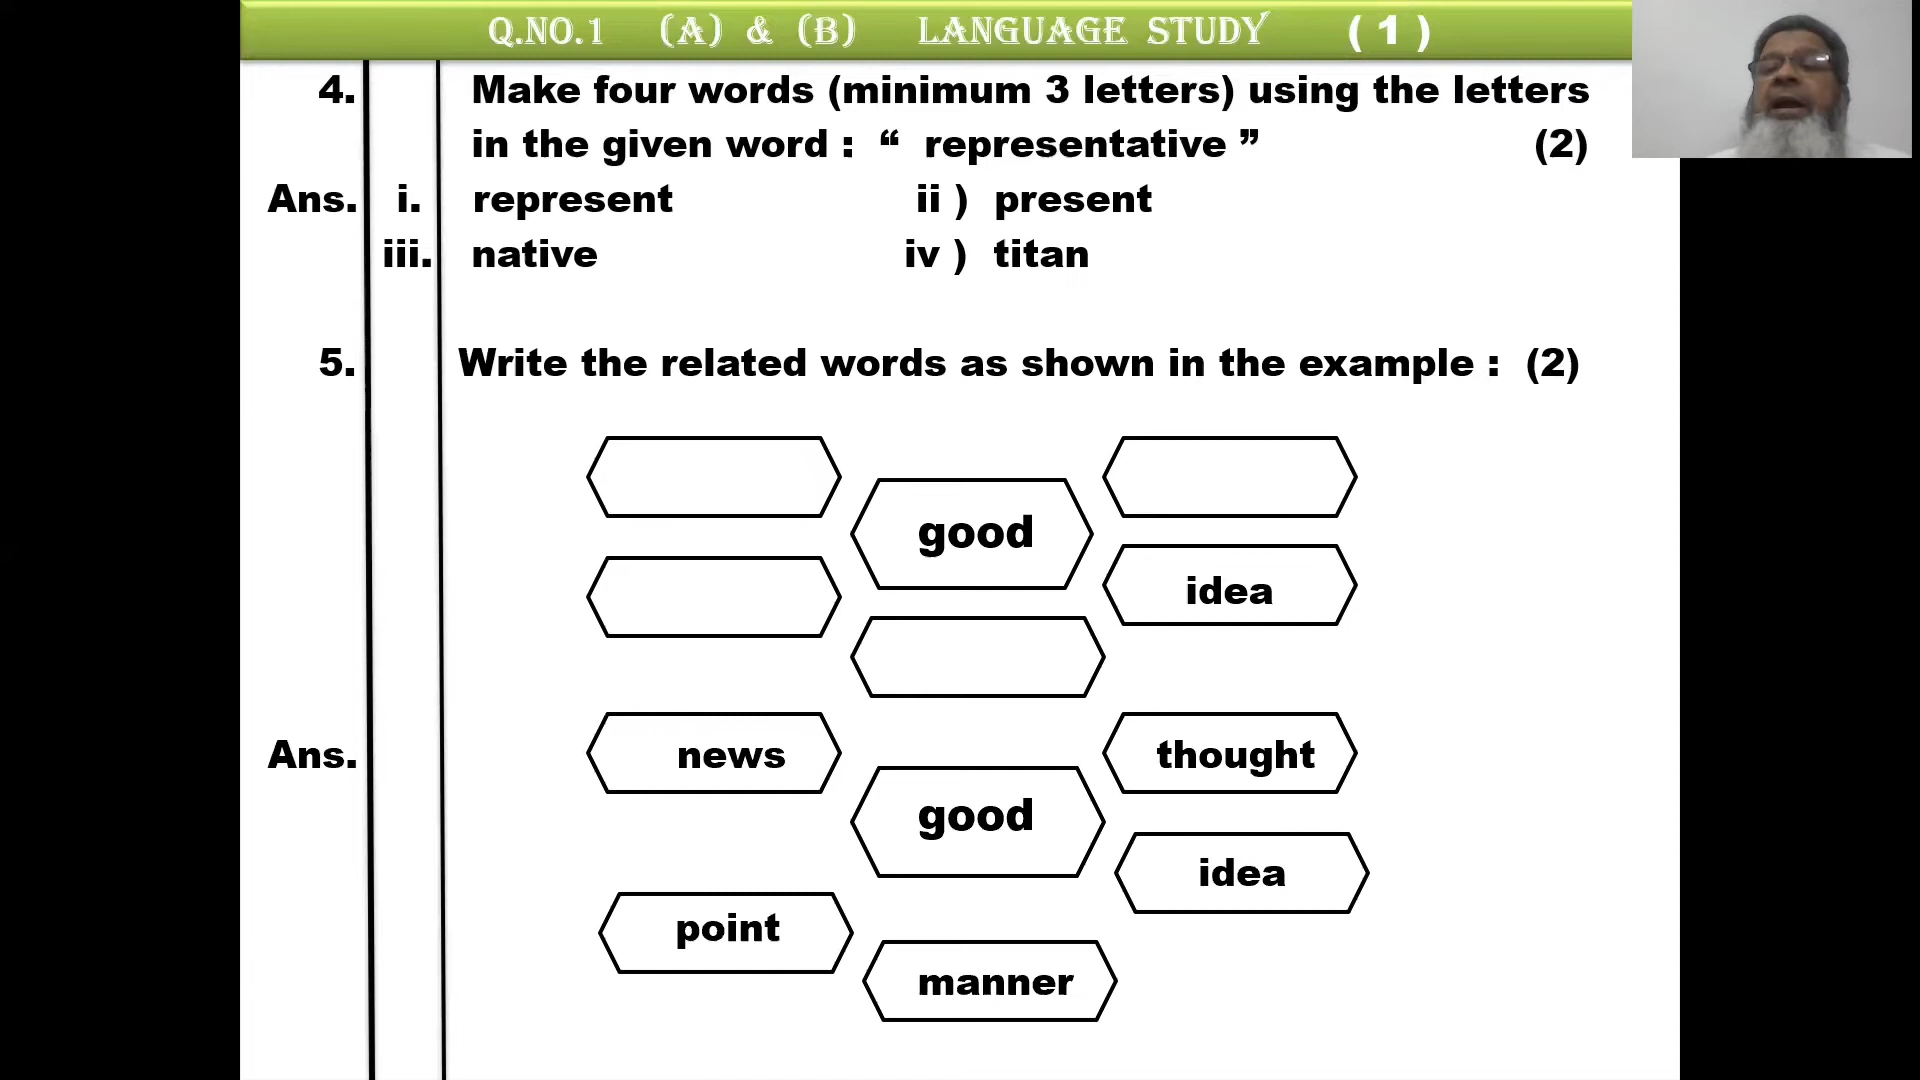 Q.NO.1 (A) & (B) LANGUAGE STUDY ( 1 )
4. Make four words (minimum 3 letters) using the letters
in the given word : “ representative ” (2)
Ans. i. represent ii ) present
iii. native iv ) titan
5. Write the related words as shown in the example : (2)
good
idea
Ans. news thought
good
idea
point
manner